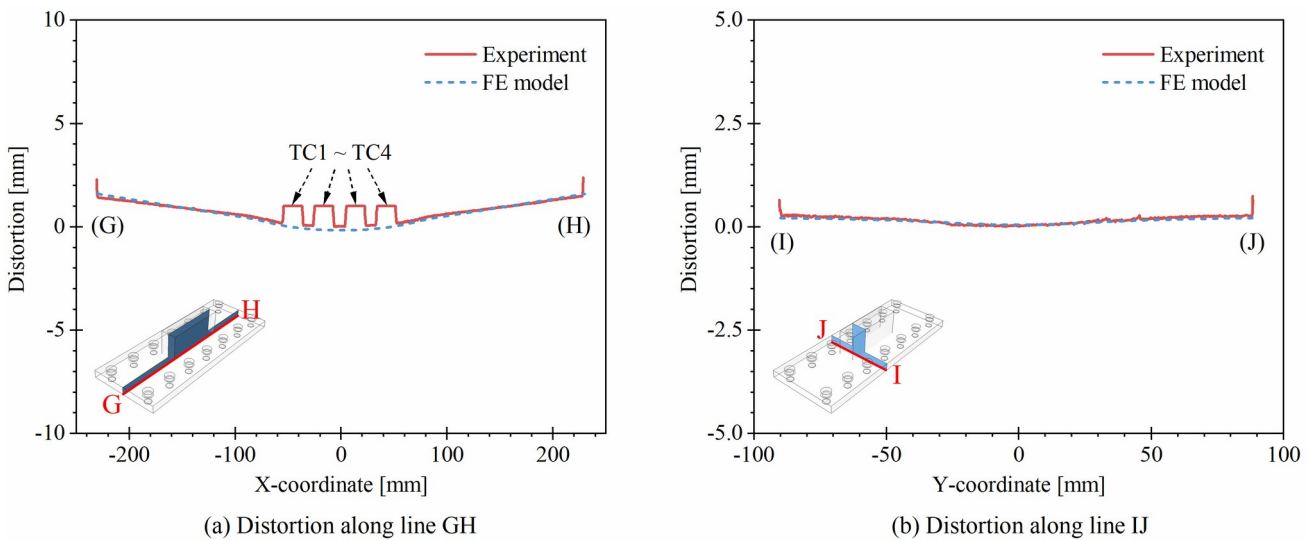 10
5
0
-5
-10
Distortion [mm]
Experiment
FE model
TC1 ~ TC4
(G)
(H)
H
G
-200
-100
0
100
200
X-coordinate [mm]
(a) Distortion along line GH
5.0
2.5
0.0
-2.5
-5.0
Distortion [mm]
Experiment
FE model
(I)
(J)
J
I
-100
-50
0
50
100
Y-coordinate [mm]
(b) Distortion along line IJ